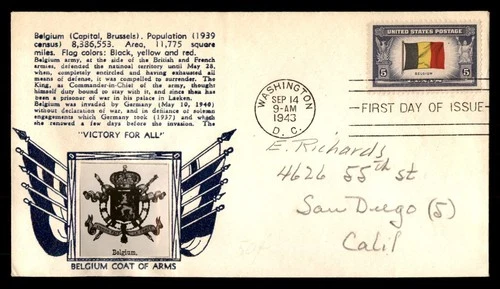 Belgium (Capital, Brussels). Population (1939
census) 8,386,553. Area, 11,775 square
miles. Flag colors: Black, yellow and red.
Belgium army, at the side of the British and French
armies, defended the national territory until May 28,
when, completely entirled and having exhausted all
means of defense, it was compelled to surrender. The
King, as Commander-in-Chief of the army, thought
himself duty bound to stay with it, and since then has
been a prisoner of war in his palace in Laeken.
Belgium was invaded by Germany (May 10, 1940)
without declaration of war, and in deviance of solemn
engagements which Germany took (1937) and which
she renewed a few days before the invasion. The
"VICTORY FOR ALL"
Belgium.
BELGIUM COAT OF ARMS
UNITED STATES POSTAGE
5
BELGIUM
5
WASHINGTON
SEP 14
9-AM
1943
D. C.
FIRST DAY OF ISSUE
E. Richards
4626 55th st
San Diego (5)
Calif